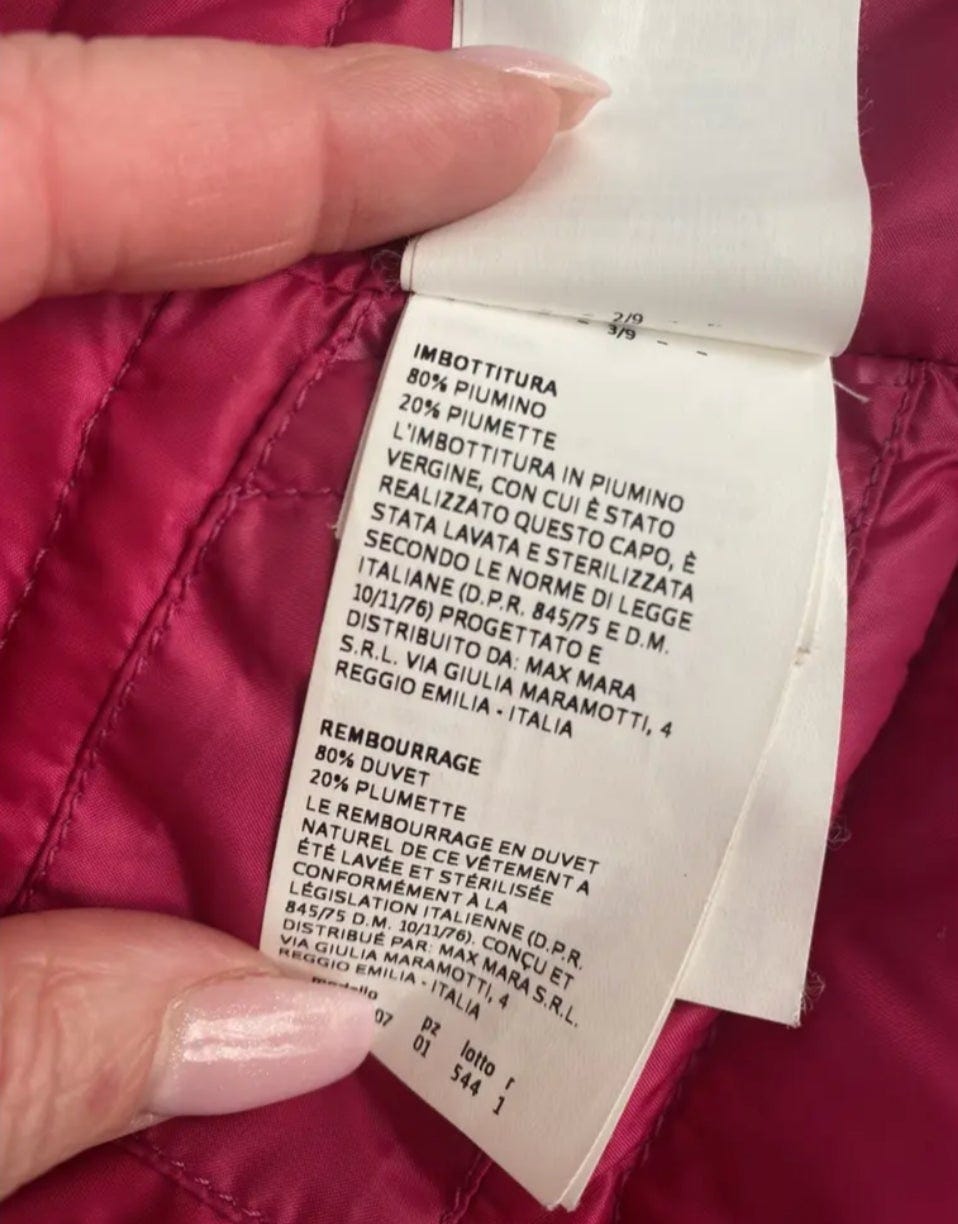 2/9
3/9
IMBOTTITURA
80% PIUMINO
20% PIUMETTE
L'IMBOTTITURA IN PIUMINO
VERGINE, CON CUI È STATO
REALIZZATO QUESTO CAPO, È
STATA LAVATA E STERILIZZATA
SECONDO LE NORME DI LEGGE
ITALIANE (D.P.R. 845/75 E D.M.
10/11/76) PROGETTATO E
DISTRIBUITO DA: MAX MARA
S.R.L. VIA GIULIA MARAMOTTI, 4
REGGIO EMILIA - ITALIA
REMBOURRAGE
80% DUVET
20% PLUMETTE
LE REMBOURRAGE EN DUVET
NATUREL DE CE VÊTEMENT A
ÉTÉ LAVÉE ET STÉRILISÉE
CONFORMÉMENT À LA
LÉGISLATION ITALIENNE (D.P.R.
845/75 D.M. 10/11/76). CONÇU ET
DISTRIBUÉ PAR: MAX MARA S.R.L.
VIA GIULIA MARAMOTTI, 4
REGGIO EMILIA - ITALIA
modello pz lotto r
07 01 544 1